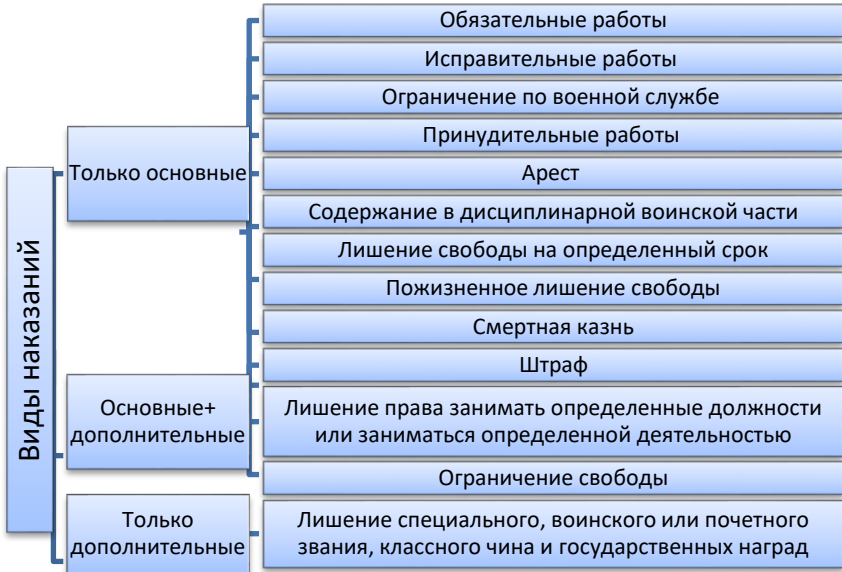 Виды наказаний
Только основные
Обязательные работы
Исправительные работы
Ограничение по военной службе
Принудительные работы
Арест
Содержание в дисциплинарной воинской части
Лишение свободы на определенный срок
Пожизненное лишение свободы
Смертная казнь
Основные+
дополнительные
Штраф
Лишение права занимать определенные должности
или заниматься определенной деятельностью
Ограничение свободы
Только
дополнительные
Лишение специального, воинского или почетного
звания, классного чина и государственных наград